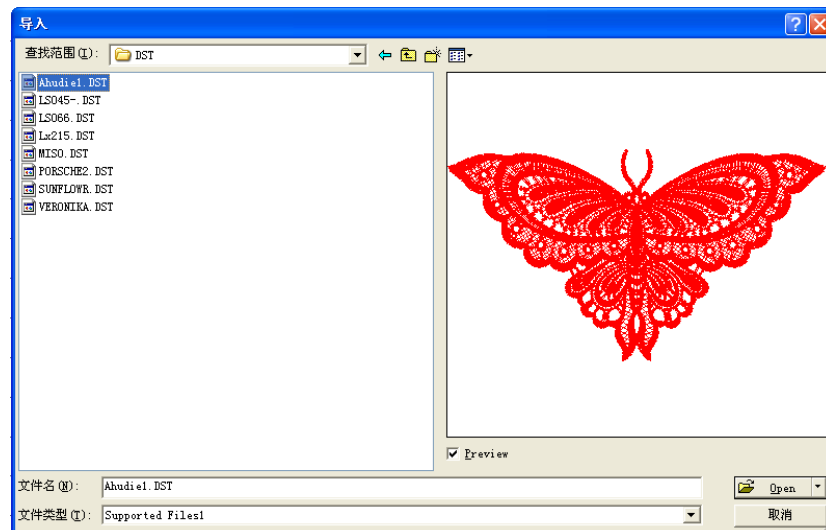 导入
查找范围(I): DST
Ahudie1.DST
LS045-.DST
LS066.DST
Lx215.DST
MISO.DST
PORSCHE2.DST
SUNFLOWR.DST
VERONIKA.DST
Preview
文件名(N): Ahudie1.DST
Open
文件类型(T): Supported Files1
取消